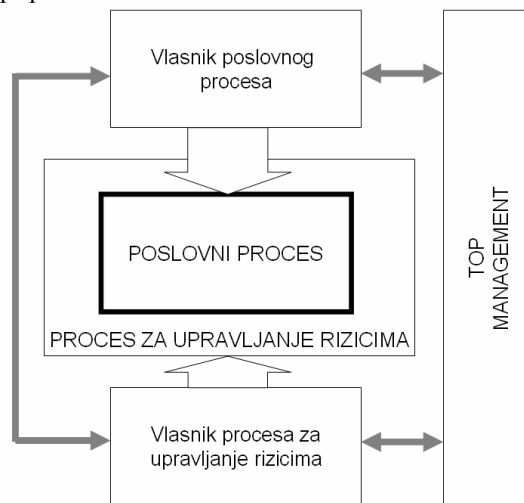 Vlasnik poslovnog
procesa
POSLOVNI PROCES
PROCES ZA UPRAVLJANJE RIZICIMA
TOP
MANAGEMENT
Vlasnik procesa za
upravljanje rizicima